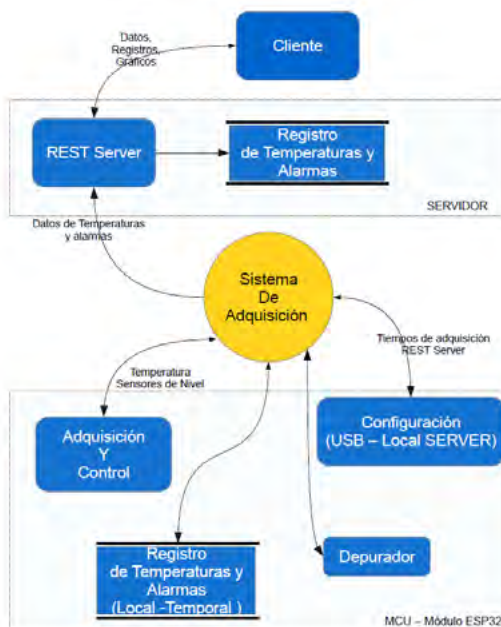 Datos,
Registros,
Gráficos
Cliente
REST Server
Registro
de Temperaturas y
Alarmas
SERVIDOR
Datos de Temperaturas
y alarmas
Sistema
De
Adquisición
Tiempos de adquisición
REST Server
Temperatura
Sensores de Nivel
Adquisición
Y
Control
Configuración
(USB – Local SERVER)
Registro
de Temperaturas y
Alarmas
(Local -Temporal )
Depurador
MCU – Módulo ESP32